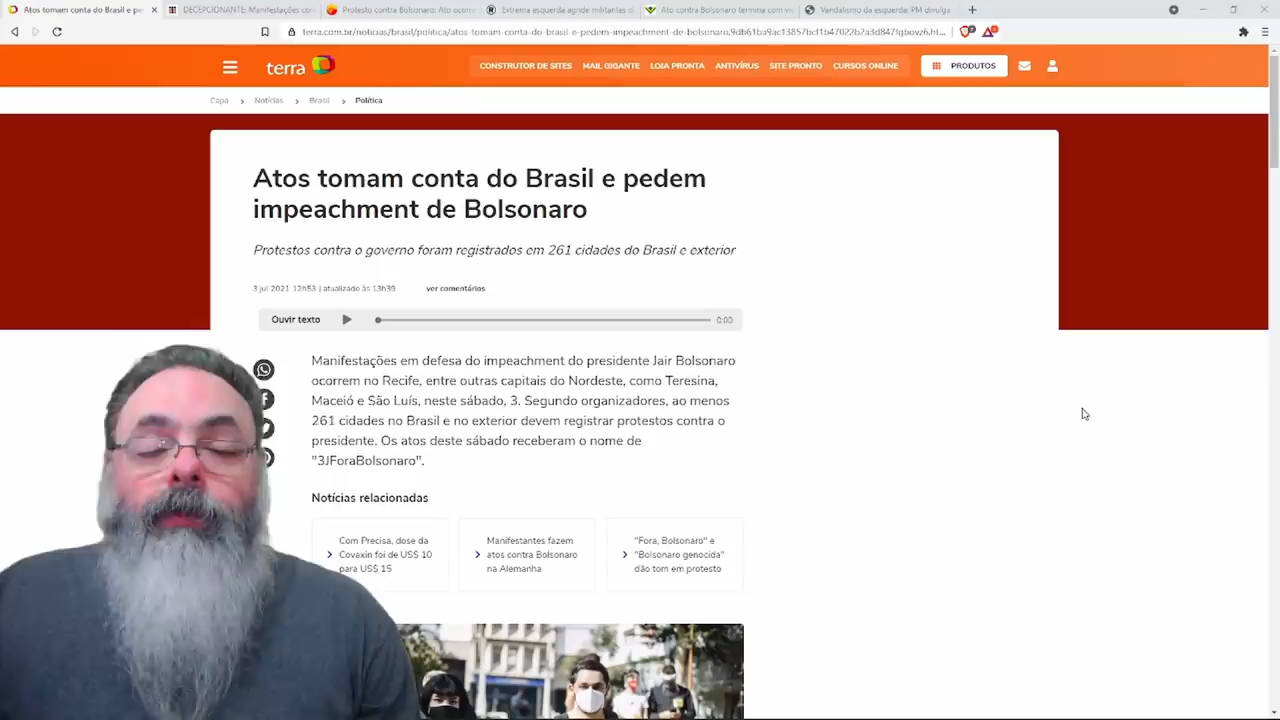 Atos tomam conta do Brasil e pe
DECEPCIONANTE: Manifestações con
Protesto contra Bolsonaro: Ato ocorre
Extrema esquerda agride militantes d
Ato contra Bolsonaro termina com
Vandalismo da esquerda: PM divulga
terra
CONSTRUTOR DE SITES
MAIL GIGANTE
LOJA PRONTA
ANTIVÍRUS
SITE PRONTO
CURSOS ONLINE
PRODUTOS
Capa
Notícias
Brasil
Política
Atos tomam conta do Brasil e pedem
impeachment de Bolsonaro
Protestos contra o governo foram registrados em 261 cidades do Brasil e exterior
3 jul 2021 12h53 | atualizado às 13h39
ver comentários
Ouvir texto
0:00
Manifestações em defesa do impeachment do presidente Jair Bolsonaro
ocorrem no Recife, entre outras capitais do Nordeste, como Teresina,
Maceió e São Luís, neste sábado, 3. Segundo organizadores, ao menos
261 cidades no Brasil e no exterior devem registrar protestos contra o
presidente. Os atos deste sábado receberam o nome de
"3JForaBolsonaro".
Notícias relacionadas
Com Precisa, dose da
Covaxin foi de US$ 10
para US$ 15
Manifestantes fazem
atos contra Bolsonaro
na Alemanha
"Fora, Bolsonaro" e
"Bolsonaro genocida"
dão tom em protesto